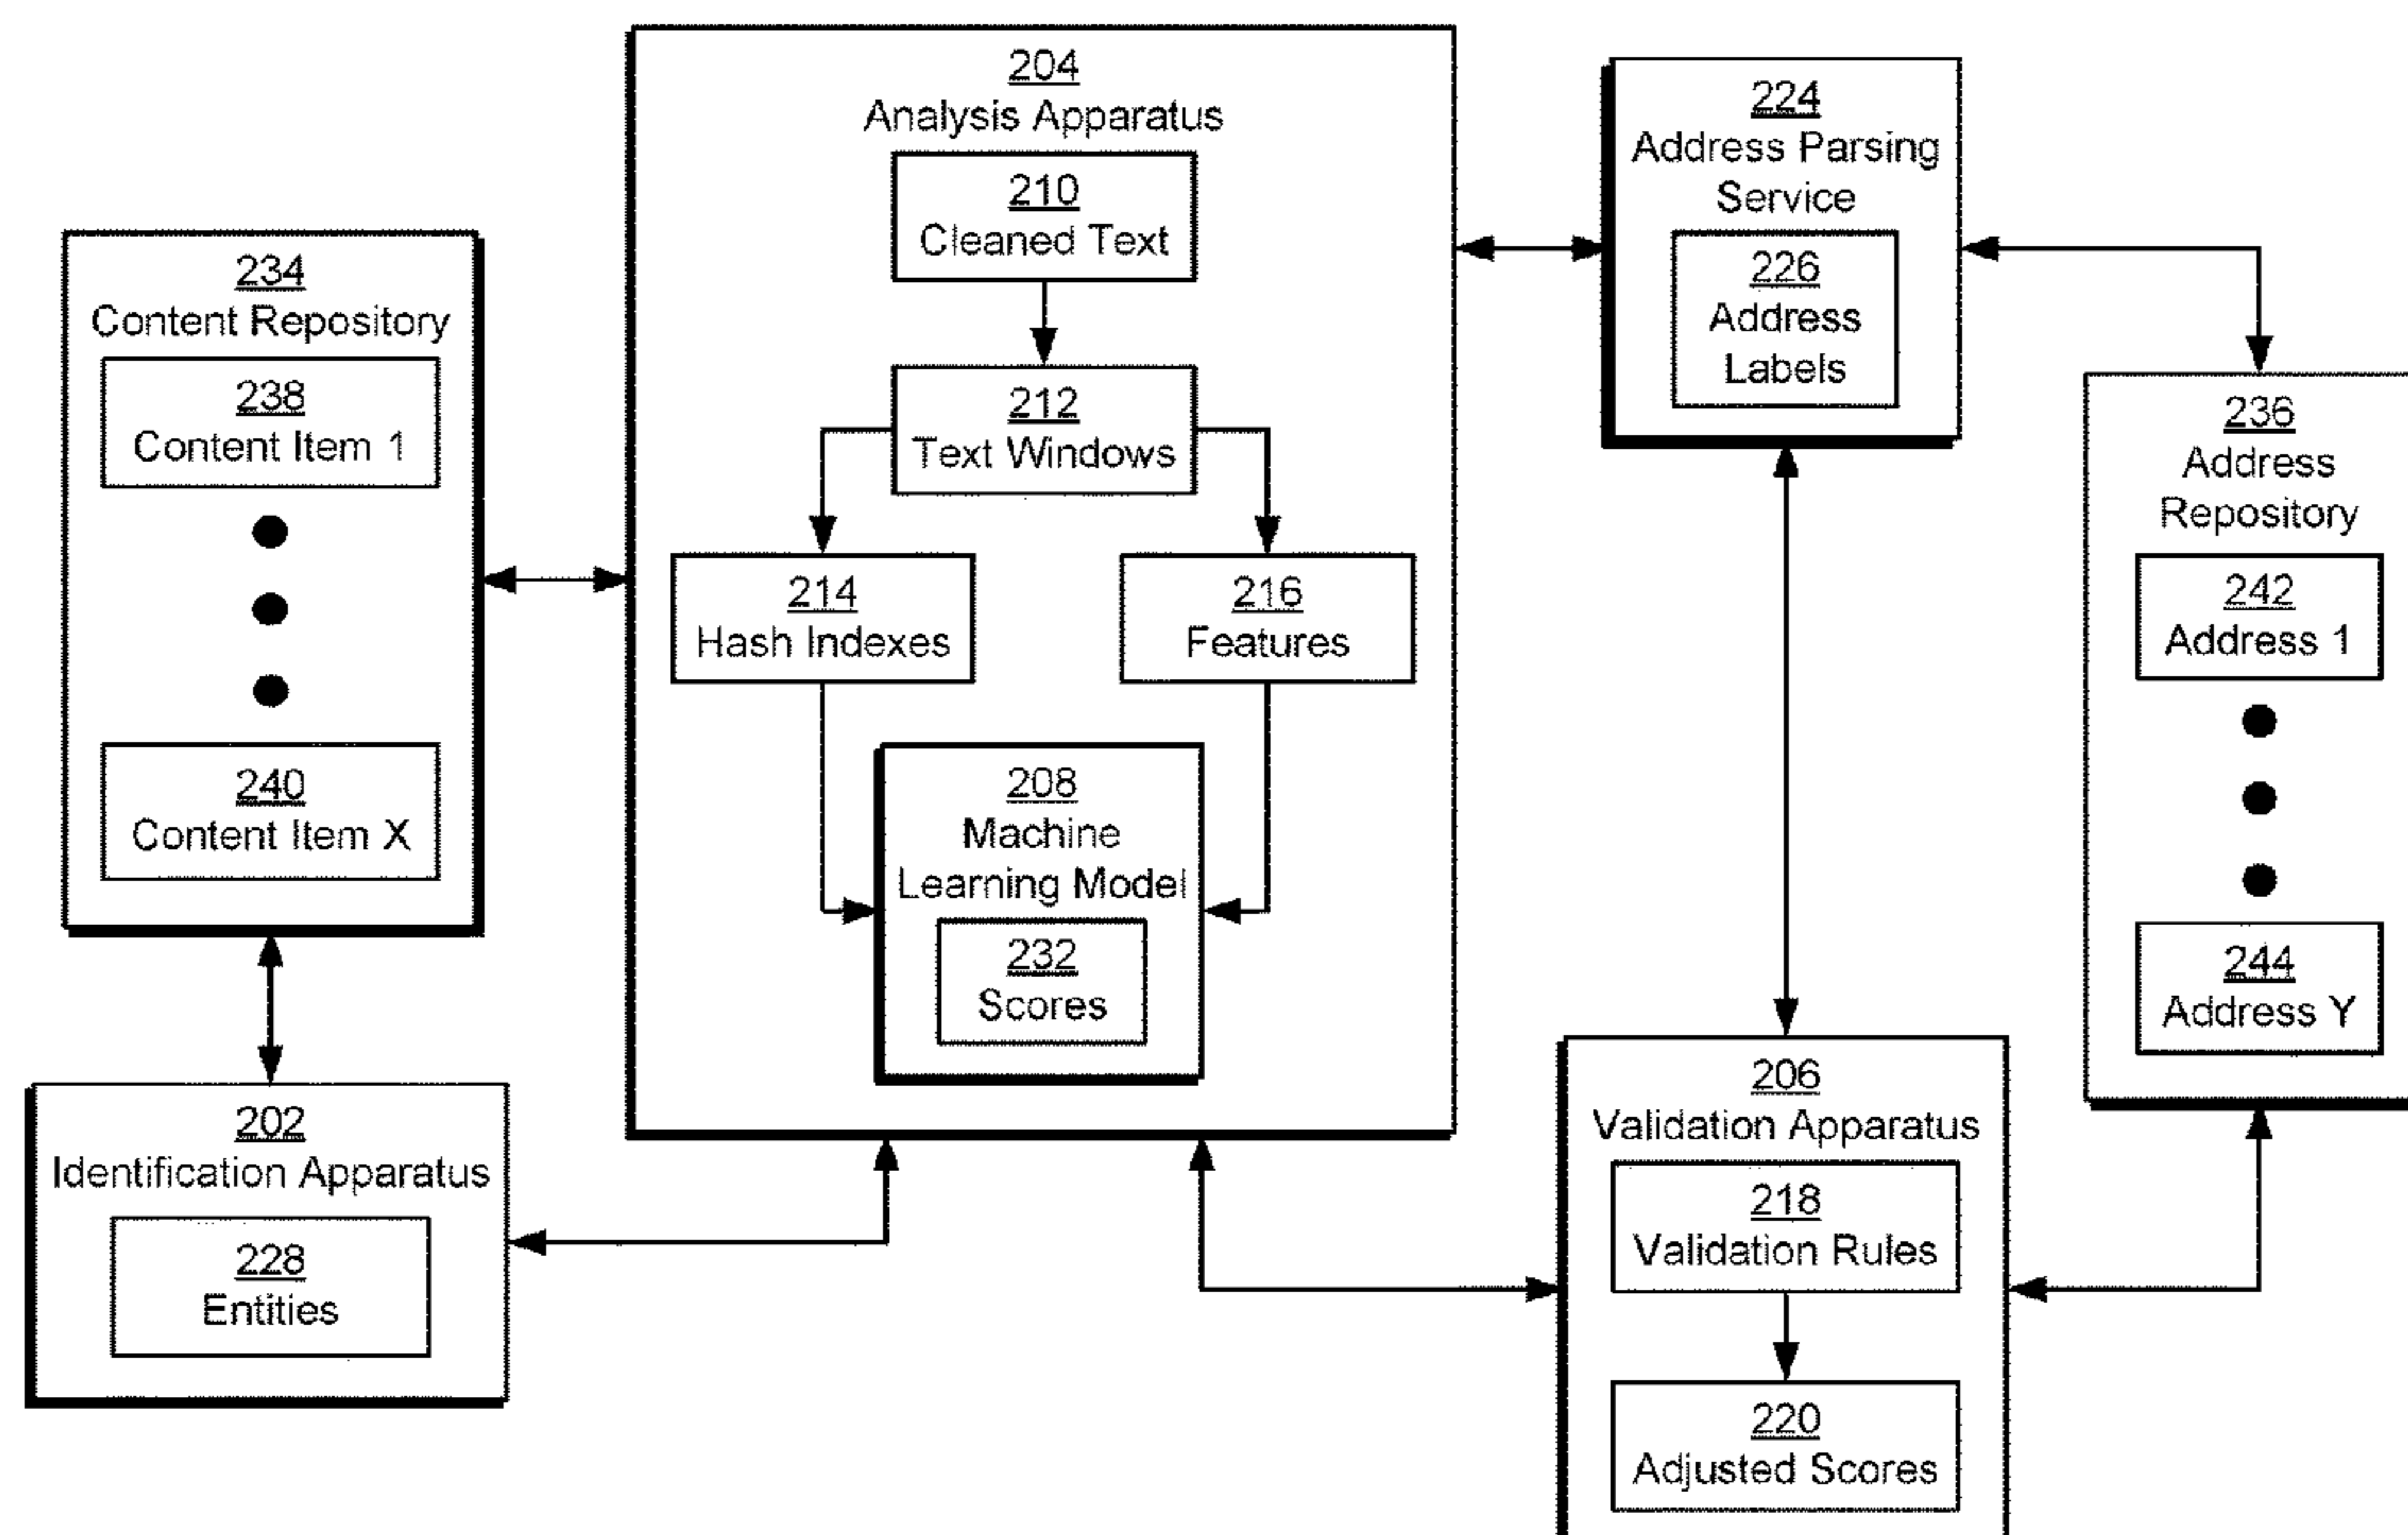 204
Analysis Apparatus
210
Cleaned Text
212
Text Windows
214
Hash Indexes
216
Features
208
Machine
Learning Model
232
Scores
224
Address Parsing
Service
226
Address
Labels
234
Content Repository
238
Content Item 1
240
Content Item X
236
Address
Repository
242
Address 1
244
Address Y
202
Identification Apparatus
228
Entities
206
Validation Apparatus
218
Validation Rules
220
Adjusted Scores